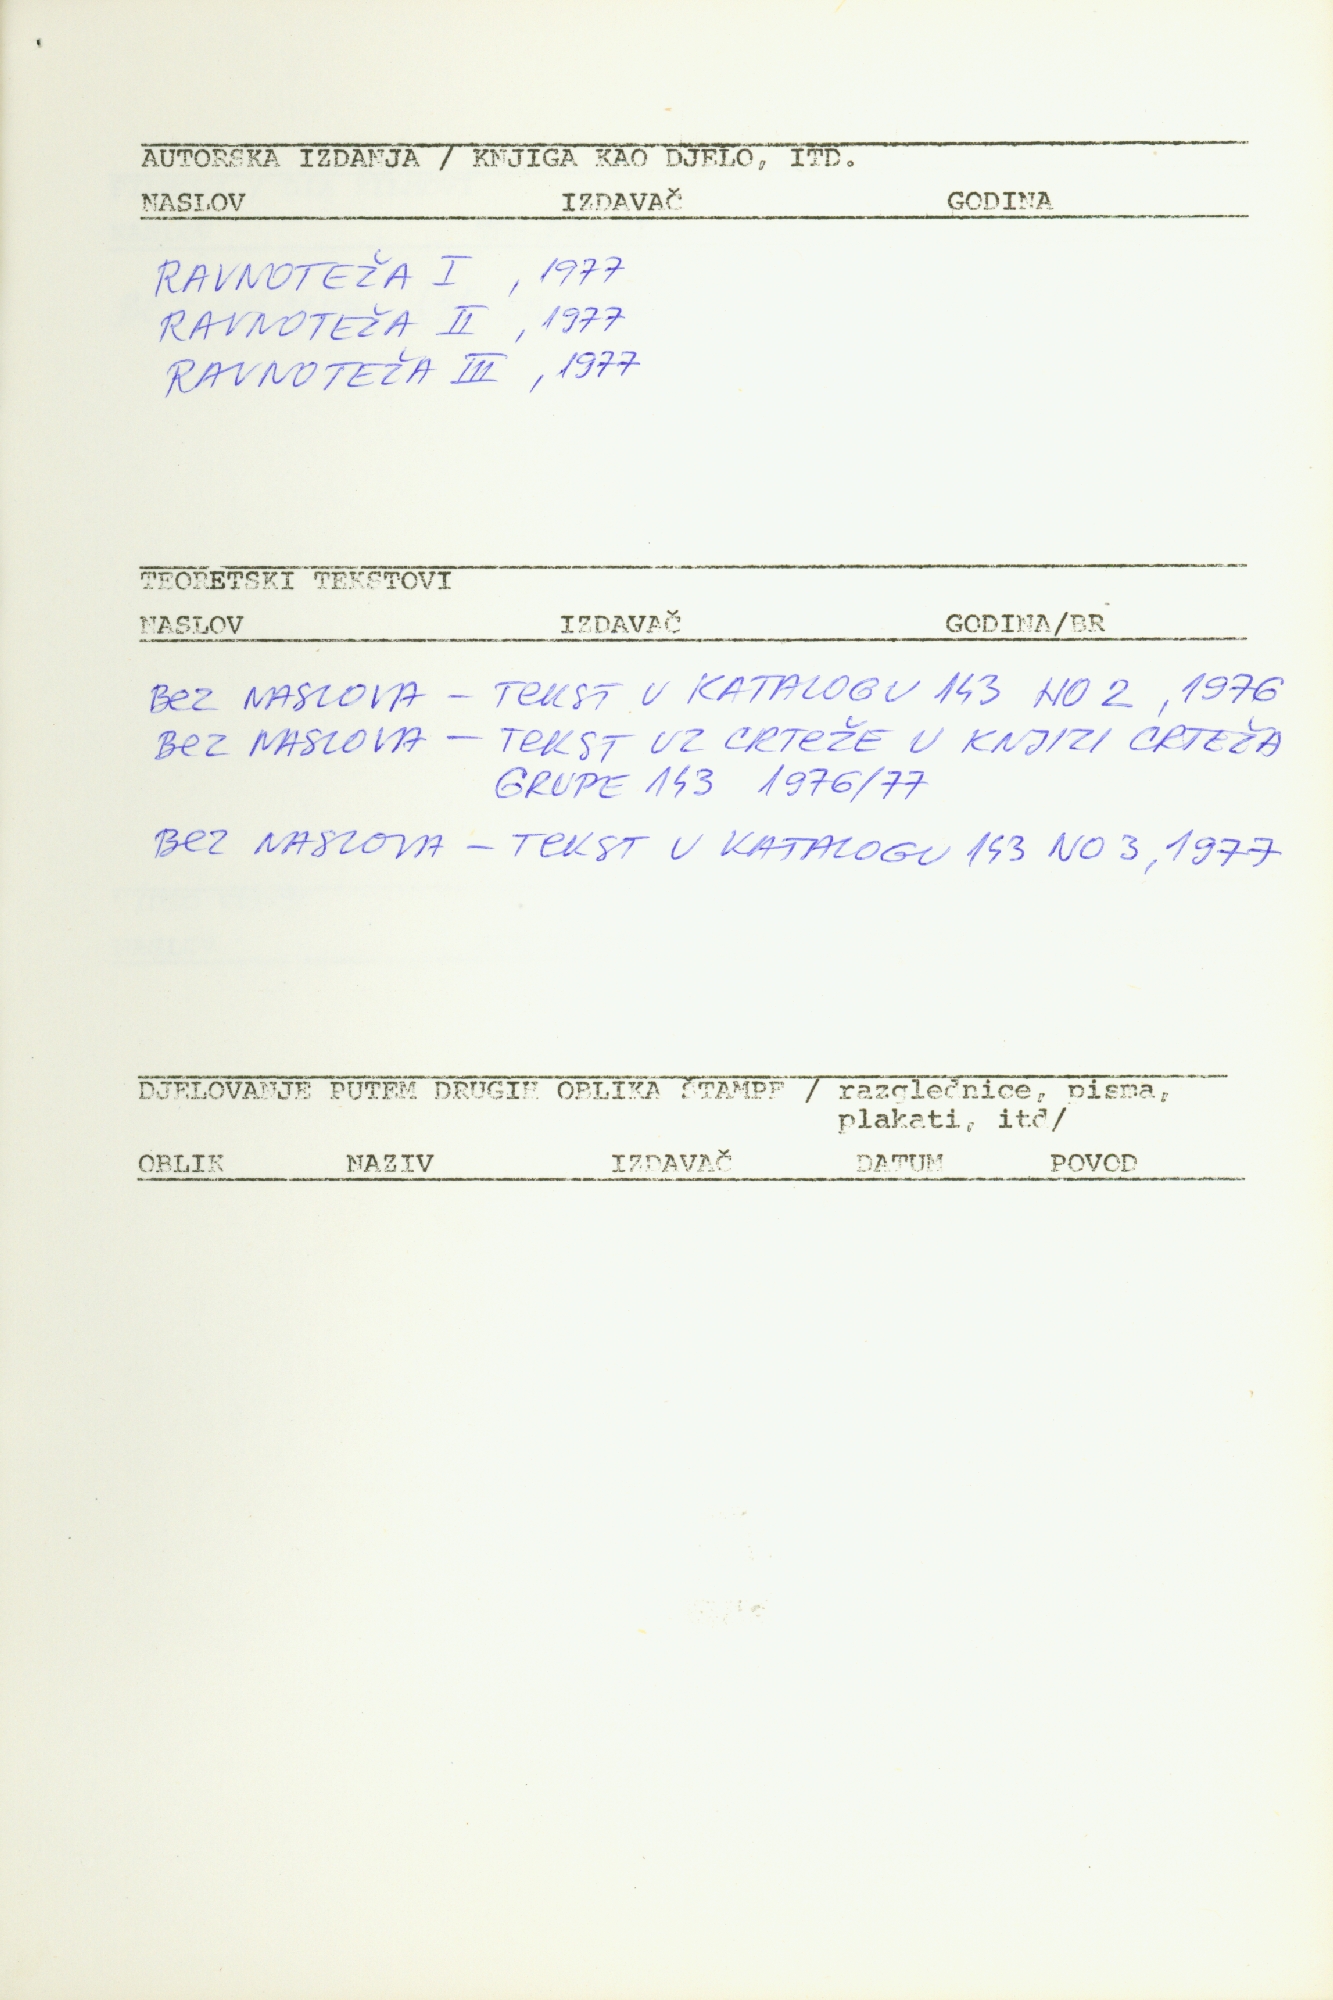 AUTORSKA IZDANJA / KNJIGA KAO DJELO, ITD.
NASLOV IZDAVAČ GODINA
RAVNOTEŽA I , 1977
RAVNOTEŽA II , 1977
RAVNOTEŽA III , 1977
TEORETSKI TEKSTOVI
NASLOV IZDAVAČ GODINA/BR
BEZ NASLOVA – TEKST U KATALOGU 143 NO 2 , 1976
BEZ NASLOVA – TEKST UZ CRTEŽE U KNJIZI CRTEŽA
GRUPE 143 1976/77
BEZ NASLOVA – TEKST U KATALOGU 143 NO 3, 1977
DJELOVANJE PUTEM DRUGIH OBLIKA ŠTAMPE / razglednice, pisma,
plakati, itd/
OBLIK NAZIV IZDAVAČ DATUM POVOD